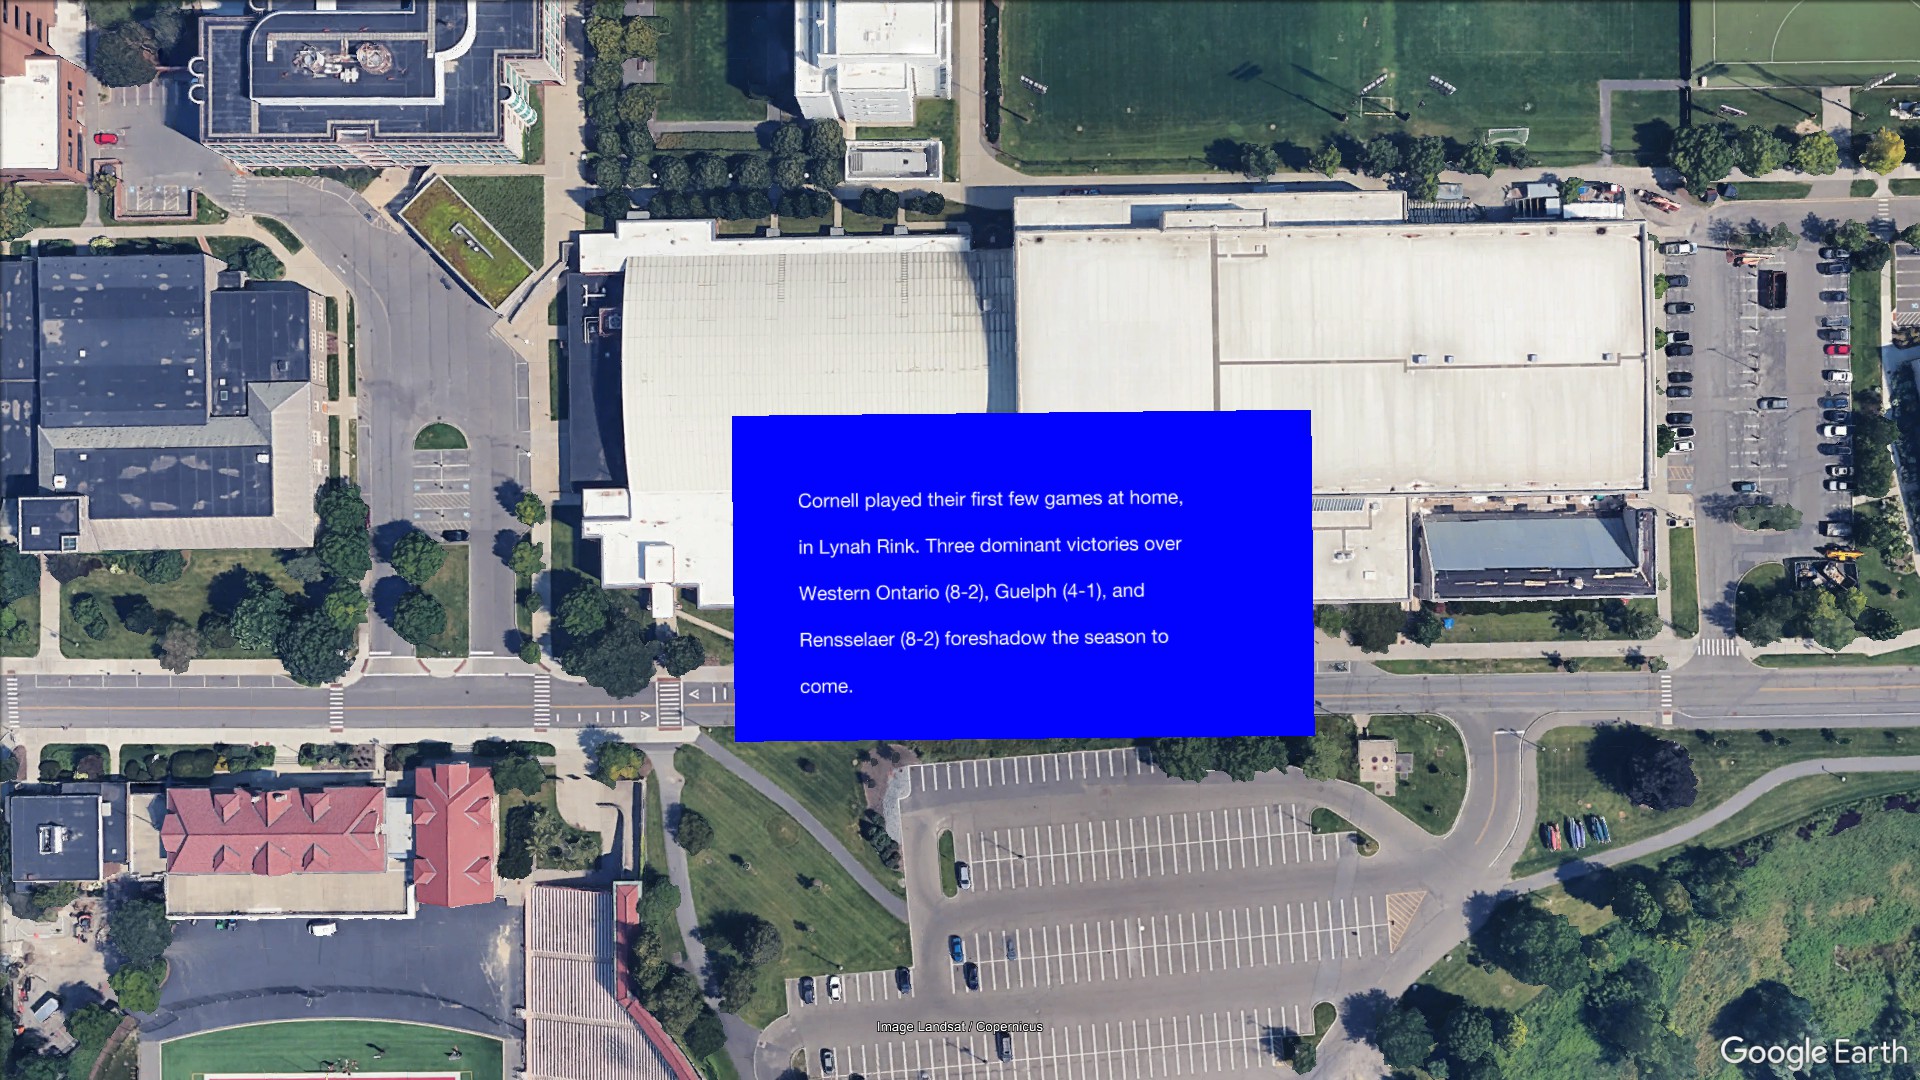 Cornell played their first few games at home,
in Lynah Rink. Three dominant victories over
Western Ontario (8-2), Guelph (4-1), and
Rensselaer (8-2) foreshadow the season to
come.
Image Landsat / Copernicus
Google Earth